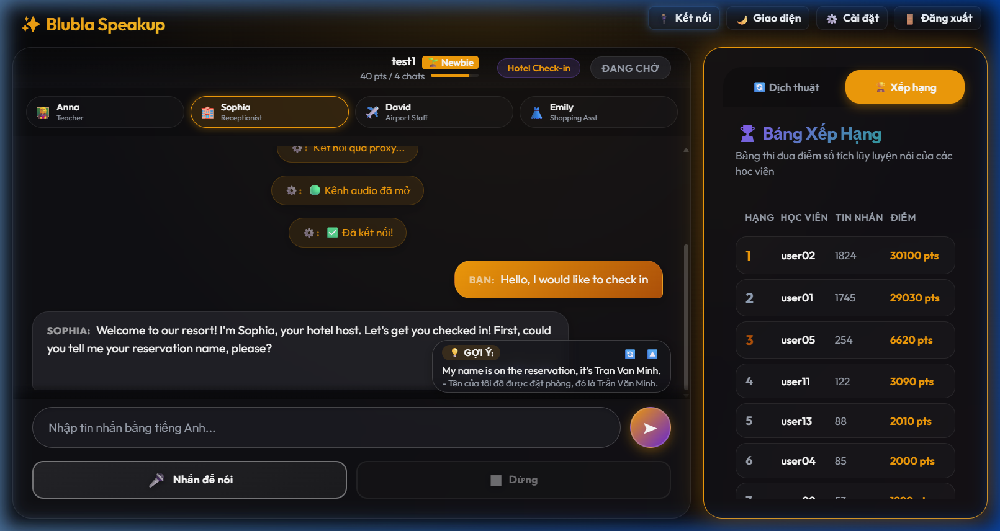 Blubla Speakup
Kết nối
Giao diện
Cài đặt
Đăng xuất
test1
Newbie
40 pts / 4 chats
Hotel Check-in
ĐANG CHỜ
Anna
Teacher
Sophia
Receptionist
David
Airport Staff
Emily
Shopping Asst
: Kết nối qua proxy...
: Kênh audio đã mở
: Đã kết nối!
BẠN: Hello, I would like to check in
SOPHIA: Welcome to our resort! I'm Sophia, your hotel host. Let's get you checked in! First, could
you tell me your reservation name, please?
GỢI Ý:
My name is on the reservation, it's Tran Van Minh.
- Tên của tôi đã được đặt phòng, đó là Trần Văn Minh.
Nhập tin nhắn bằng tiếng Anh...
Nhấn để nói
Dừng
Dịch thuật
Xếp hạng
Bảng Xếp Hạng
Bảng thi đua điểm số tích lũy luyện nói của các
học viên
HẠNG HỌC VIÊN TIN NHẮN ĐIỂM
1 user02 1824 30100 pts
2 user01 1745 29030 pts
3 user05 254 6620 pts
4 user11 122 3090 pts
5 user13 88 2010 pts
6 user04 85 2000 pts